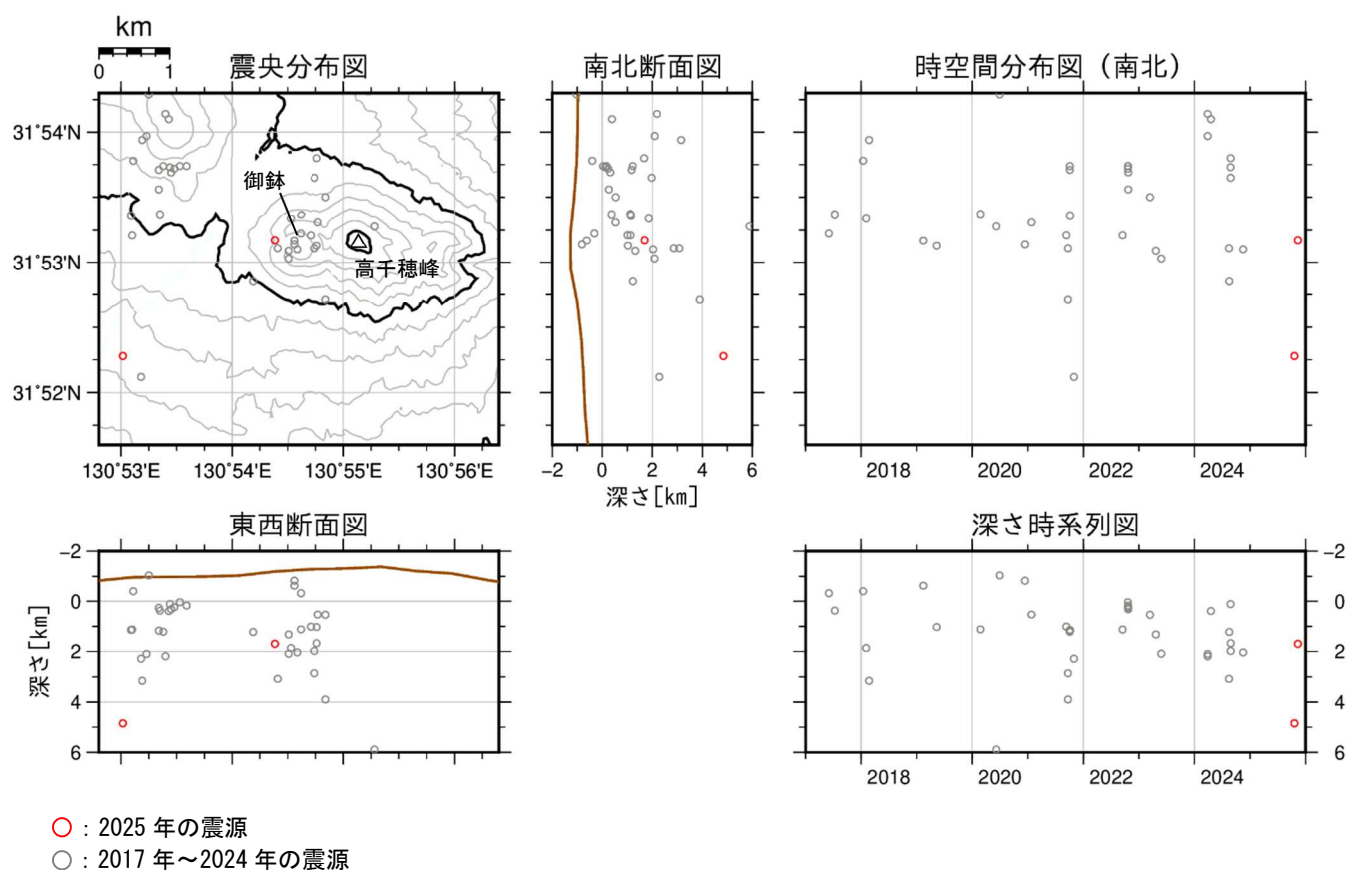 km
0 1
震央分布図
南北断面図
時空間分布図（南北）
31°54'N
31°53'N
31°52'N
御鉢
高千穂峰
130°53'E 130°54'E 130°55'E 130°56'E
-2 0 2 4 6
深さ[km]
2018 2020 2022 2024
東西断面図
深さ時系列図
-2
0
2
4
6
深さ[km]
-2
0
2
4
6
2018 2020 2022 2024
○：2025 年の震源
○：2017 年～2024 年の震源